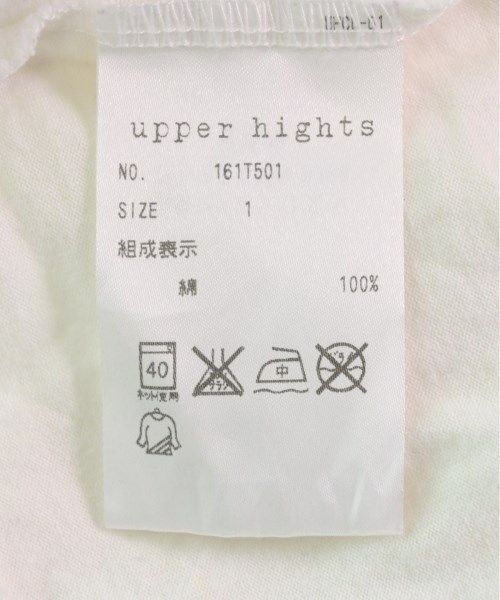 upper hights
NO. 161T501
SIZE 1
組成表示
綿 100%
40
中
ネット使用